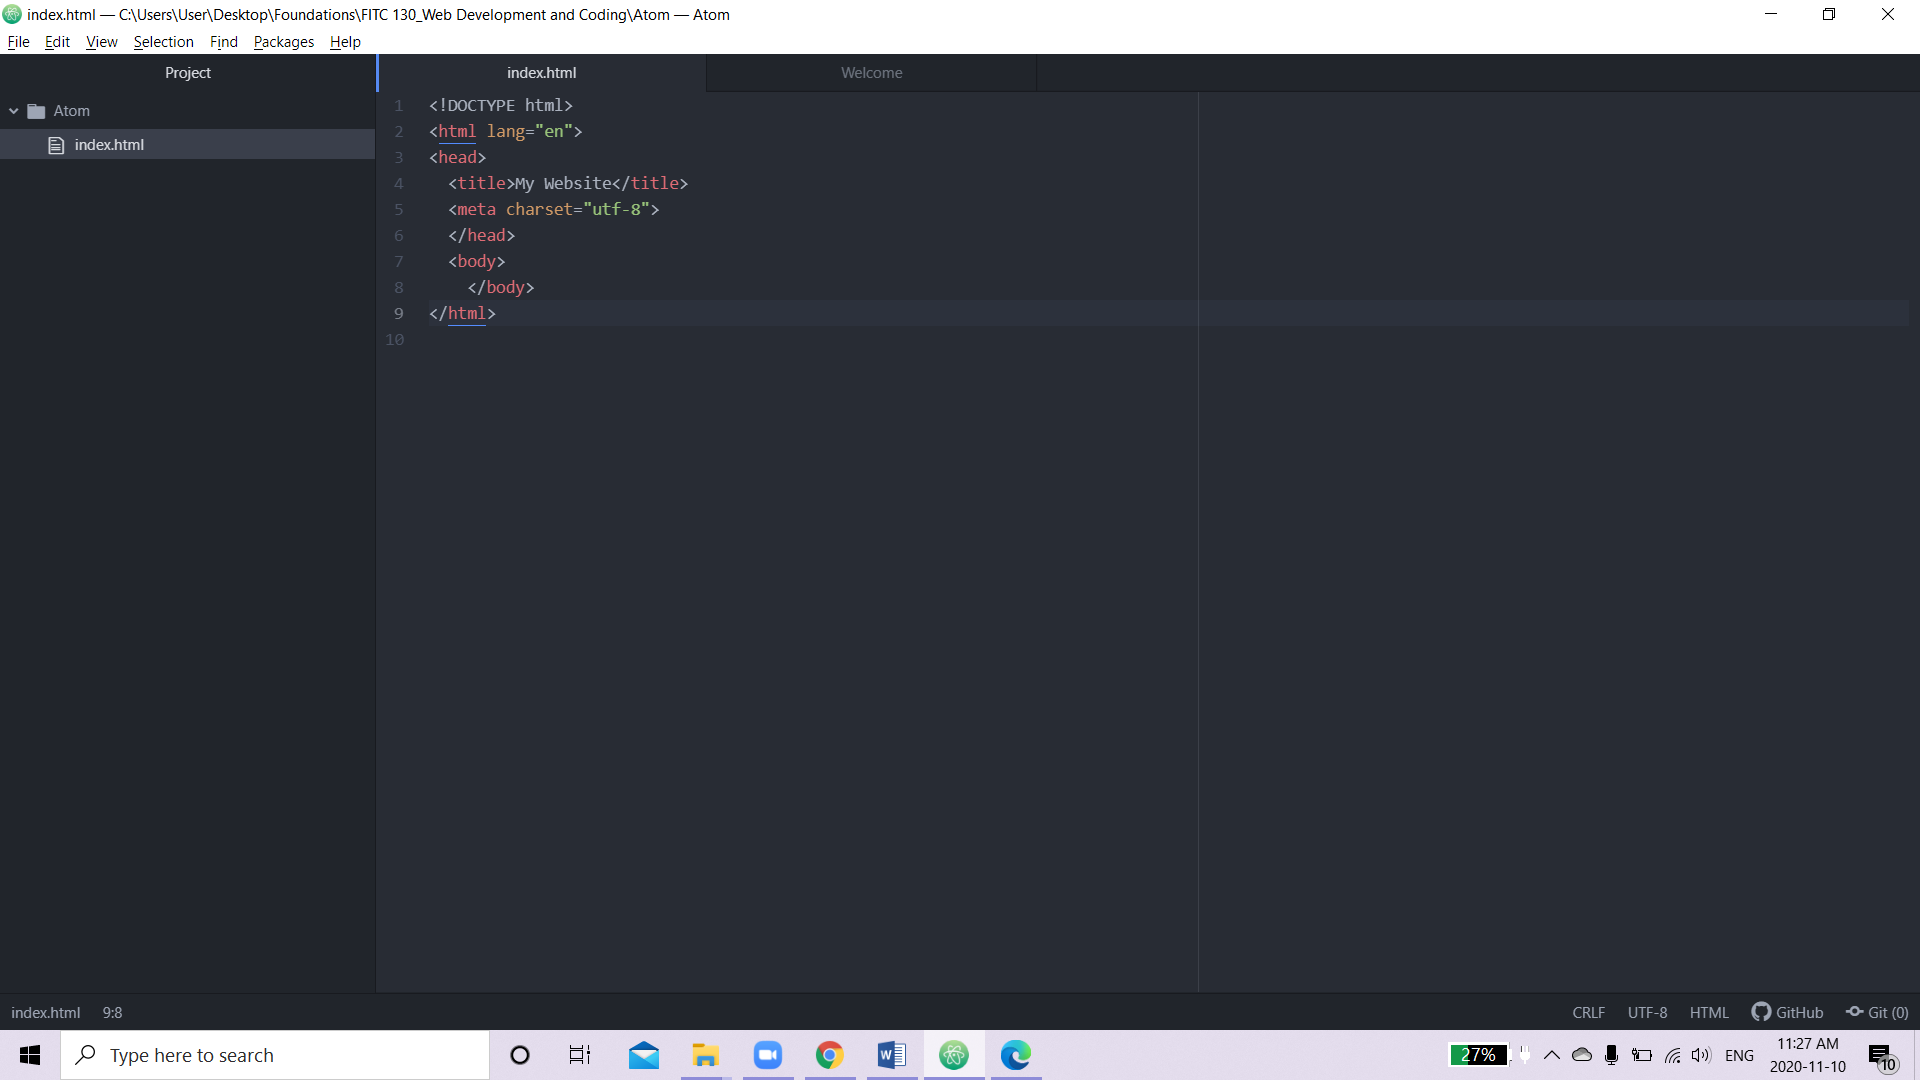 index.html — C:\Users\User\Desktop\Foundations\FITC 130_Web Development and Coding\Atom — Atom
File Edit View Selection Find Packages Help
Project
Atom
index.html
index.html Welcome
1 <!DOCTYPE html>
2 <html lang="en">
3 <head>
4   <title>My Website</title>
5   <meta charset="utf-8">
6   </head>
7   <body>
8     </body>
9 </html>
10
index.html 9:8 CRLF UTF-8 HTML GitHub Git (0)
Type here to search
W
27%
ENG
11:27 AM
2020-11-10
10